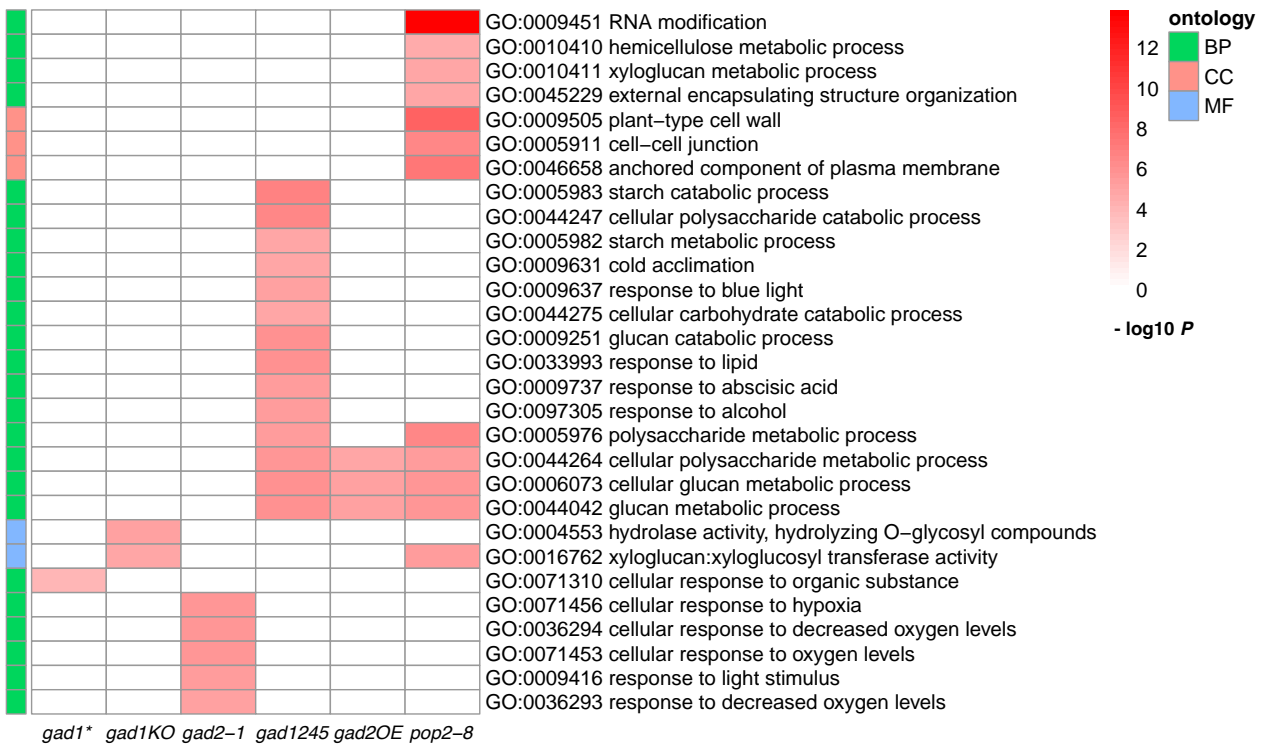 GO:0009451 RNA modification
GO:0010410 hemicellulose metabolic process
GO:0010411 xyloglucan metabolic process
GO:0045229 external encapsulating structure organization
GO:0009505 plant−type cell wall
GO:0005911 cell−cell junction
GO:0046658 anchored component of plasma membrane
GO:0005983 starch catabolic process
GO:0044247 cellular polysaccharide catabolic process
GO:0005982 starch metabolic process
GO:0009631 cold acclimation
GO:0009637 response to blue light
GO:0044275 cellular carbohydrate catabolic process
GO:0009251 glucan catabolic process
GO:0033993 response to lipid
GO:0009737 response to abscisic acid
GO:0097305 response to alcohol
GO:0005976 polysaccharide metabolic process
GO:0044264 cellular polysaccharide metabolic process
GO:0006073 cellular glucan metabolic process
GO:0044042 glucan metabolic process
GO:0004553 hydrolase activity, hydrolyzing O−glycosyl compounds
GO:0016762 xyloglucan:xyloglucosyl transferase activity
GO:0071310 cellular response to organic substance
GO:0071456 cellular response to hypoxia
GO:0036294 cellular response to decreased oxygen levels
GO:0071453 cellular response to oxygen levels
GO:0009416 response to light stimulus
GO:0036293 response to decreased oxygen levels
gad1* gad1KO gad2−1 gad1245 gad2OE pop2−8
12
10
8
6
4
2
0
- log10 P
ontology
BP
CC
MF